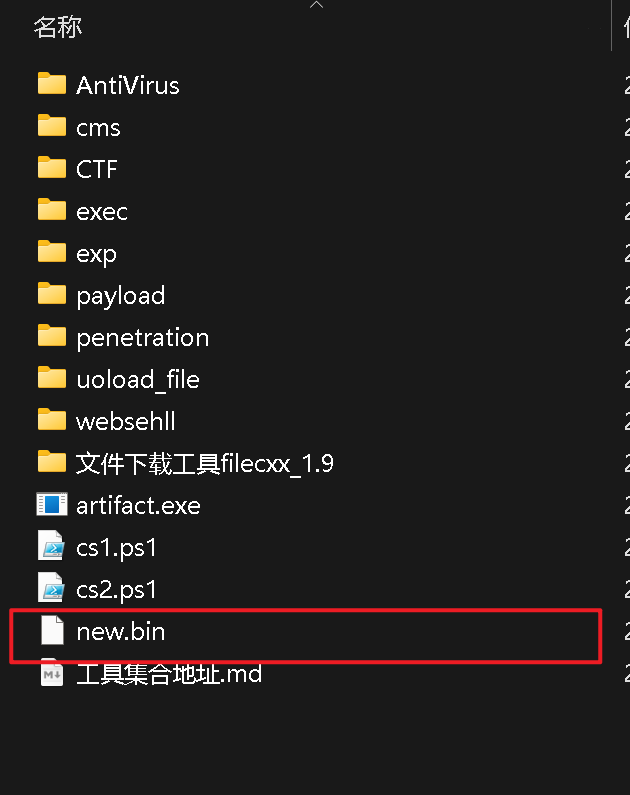 名称
AntiVirus
cms
CTF
exec
exp
payload
penetration
uoload_file
websehll
文件下载工具filecxx_1.9
artifact.exe
cs1.ps1
cs2.ps1
new.bin
工具集合地址.md